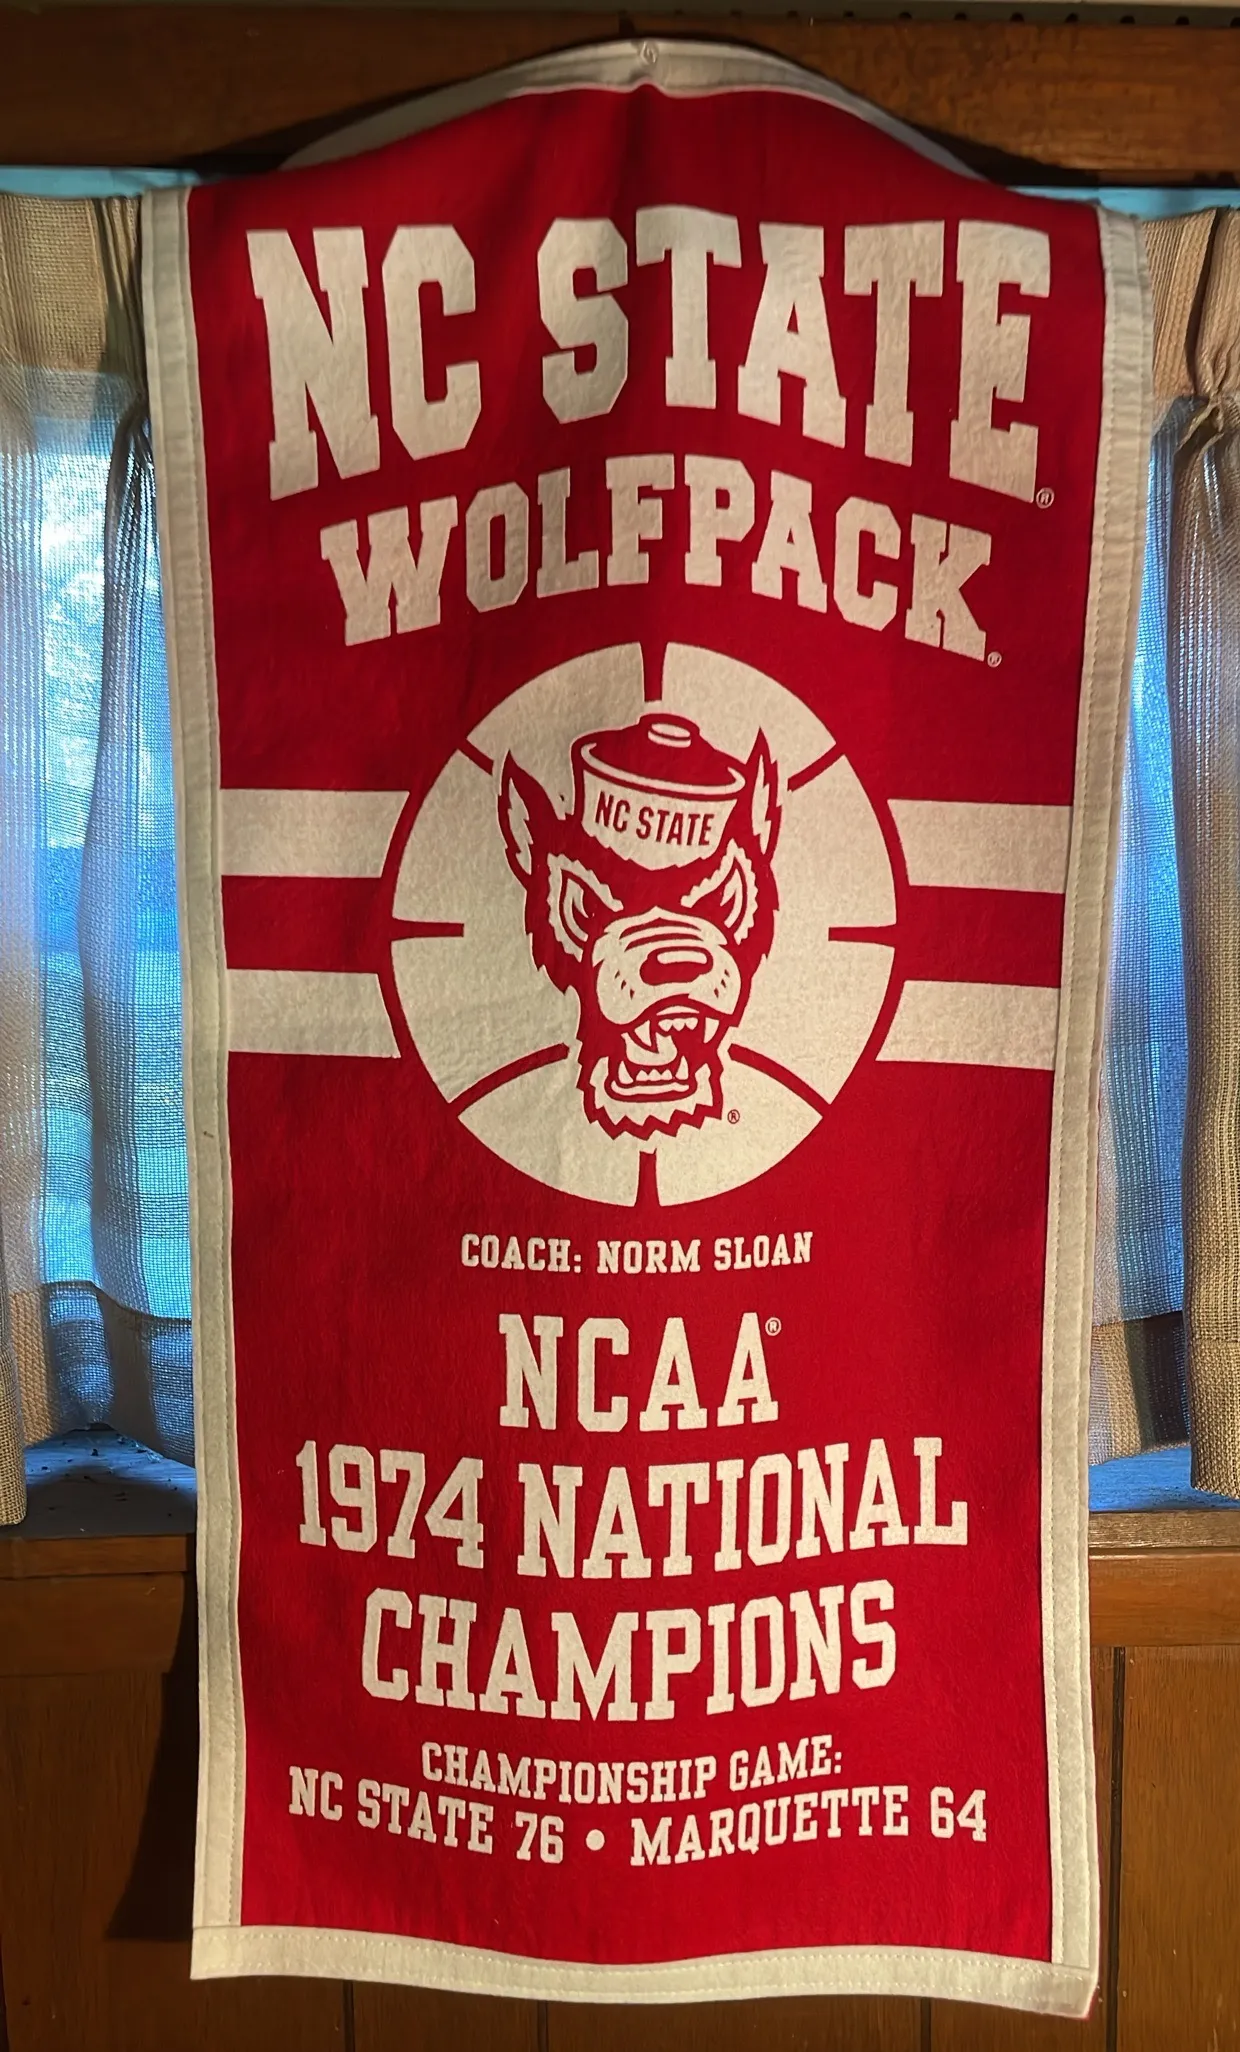 NC STATE®
WOLFPACK®
NC STATE
®
COACH: NORM SLOAN
NCAA®
1974 NATIONAL
CHAMPIONS
CHAMPIONSHIP GAME:
NC STATE 76 • MARQUETTE 64